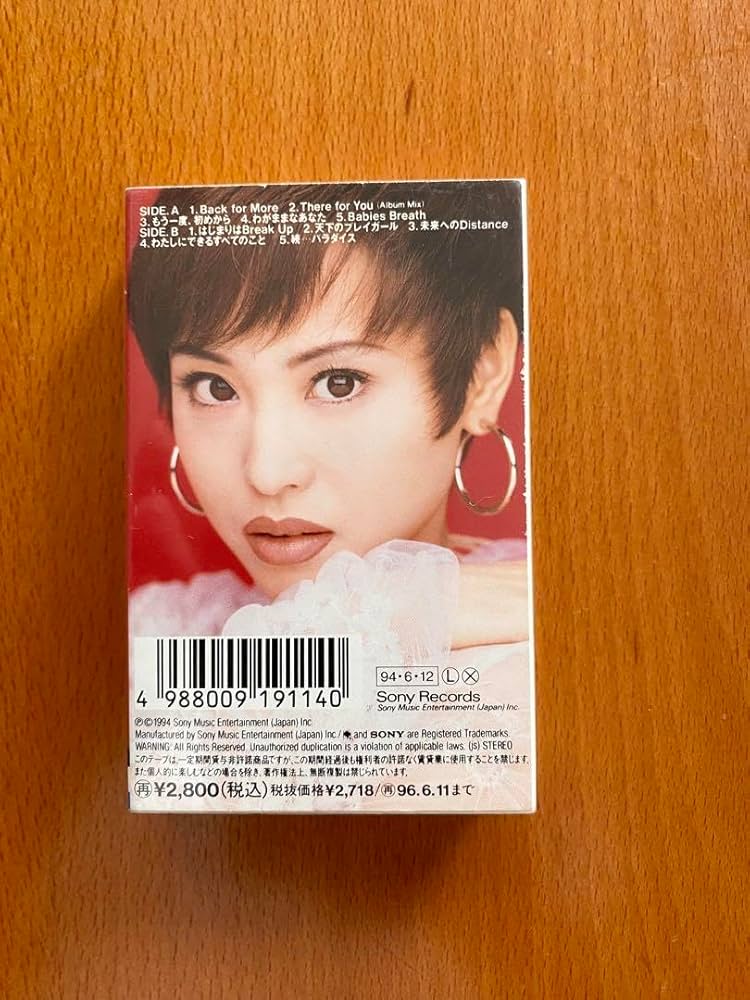 SIDE. A 1. Back for More 2. There for You (Album Mix)
3. もう一度、初めから 4. わがままなあなた 5. Babies Breath
SIDE. B 1. はじまりはBreak Up 2. 天下のプレイガール 3. 未来へのDistance
4. わたしにできるすべてのこと 5. 続…パラダイス
4 988009 191140
94・6・12 L X
Sony Records
Sony Music Entertainment (Japan) Inc.
ⓅⒸ1994 Sony Music Entertainment (Japan) Inc.
Manufactured by Sony Music Entertainment (Japan) Inc./ and SONY are Registered Trademarks.
WARNING: All Rights Reserved. Unauthorized duplication is a violation of applicable laws. (js) STEREO
このテープは、一定期間貸与非許諾商品ですが、この期間経過後も権利者の許諾なく賃貸業に使用することを禁じます。
また個人的に楽しむなどの場合を除き、著作権法上、無断複製は禁じられています。
再¥2,800(税込)税抜価格¥2,718/再96.6.11まで